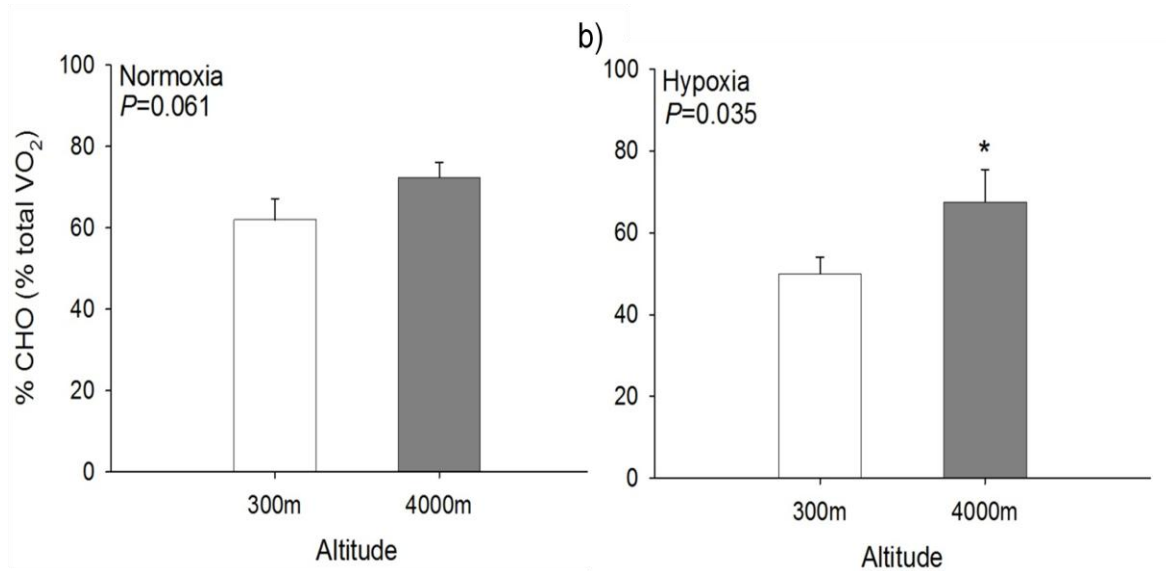 % CHO (% total VO₂)
100
80
60
40
20
0
Normoxia
P=0.061
300m
4000m
Altitude
b)
100
80
60
40
20
0
Hypoxia
P=0.035
*
300m
4000m
Altitude